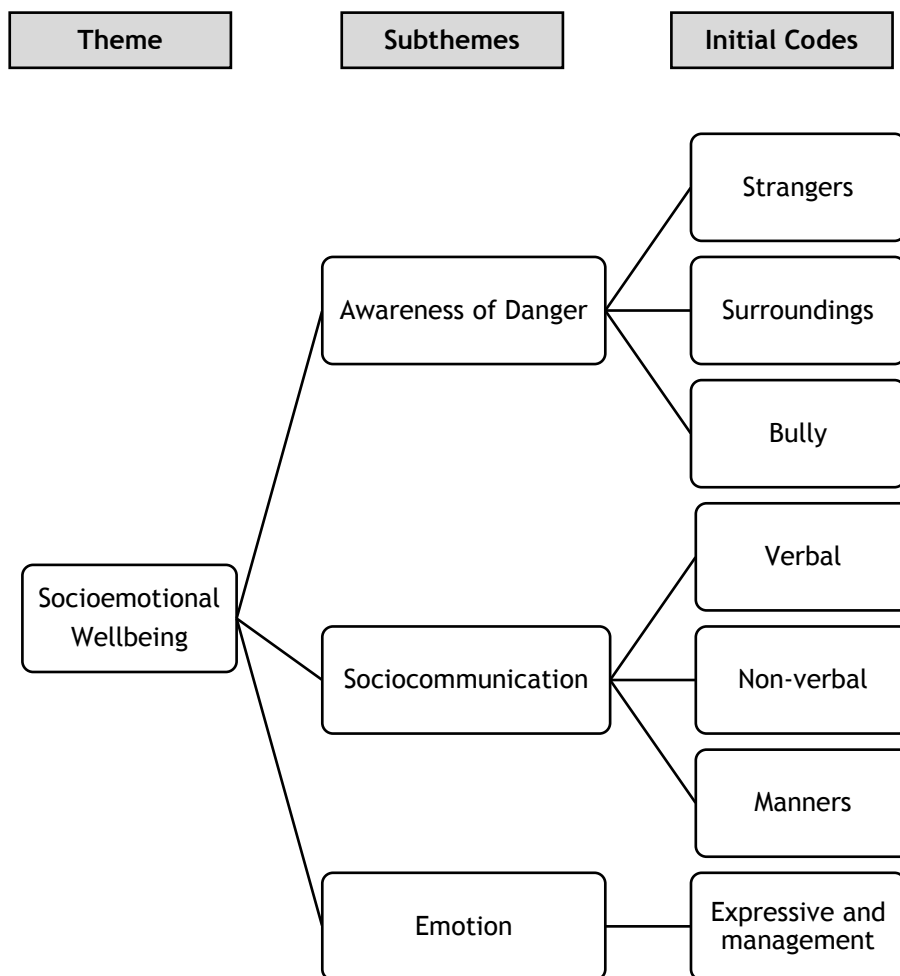 Theme
Subthemes
Initial Codes
Strangers
Awareness of Danger
Surroundings
Bully
Socioemotional
Wellbeing
Verbal
Sociocommunication
Non-verbal
Manners
Emotion
Expressive and
management